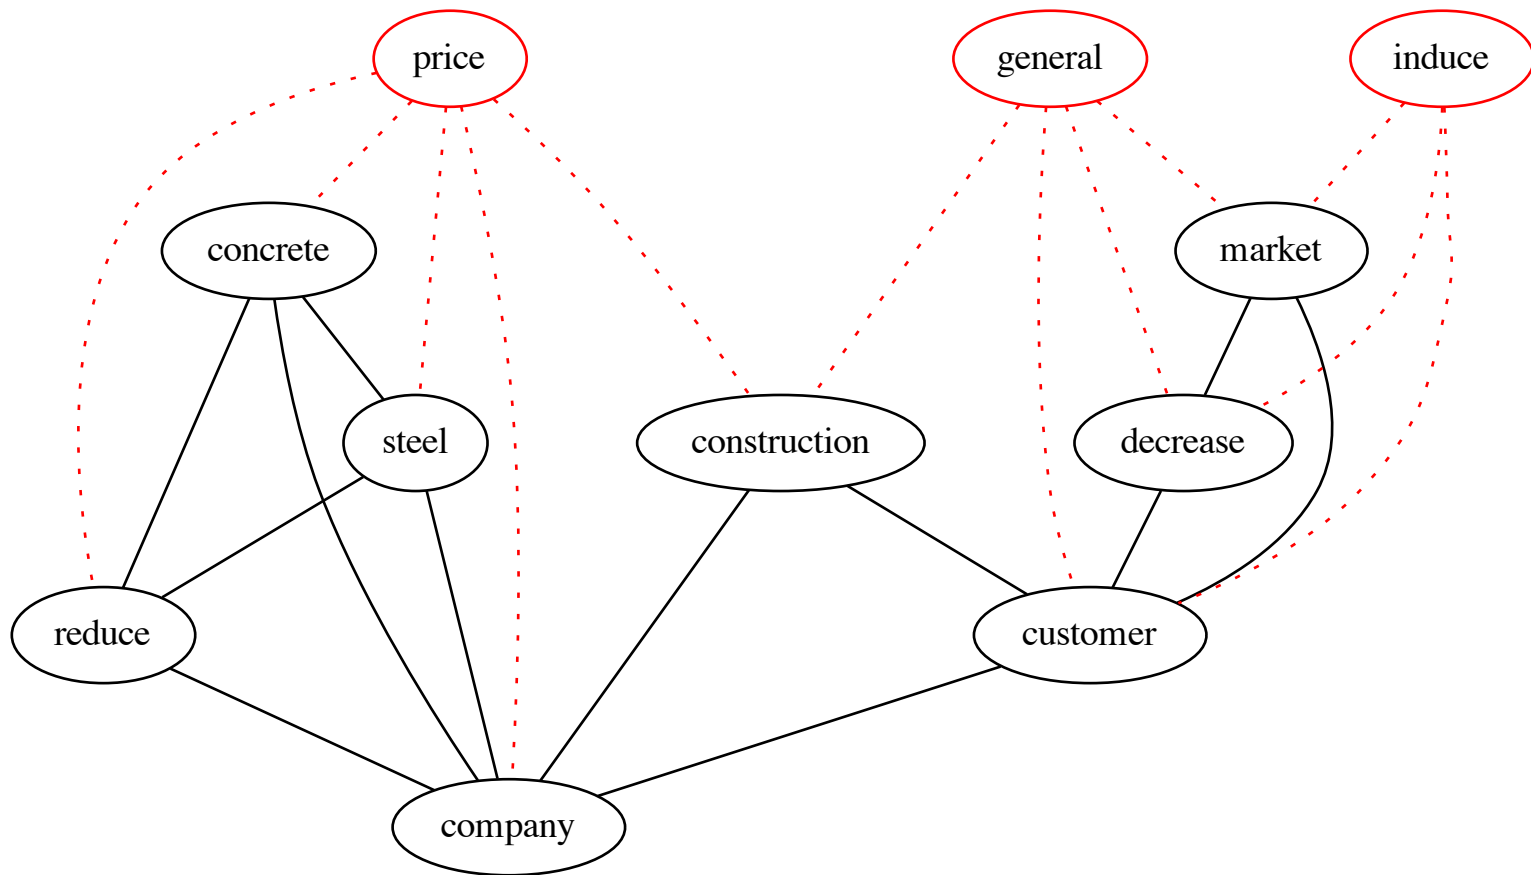 price
general
induce
concrete
market
steel
construction
decrease
reduce
customer
company